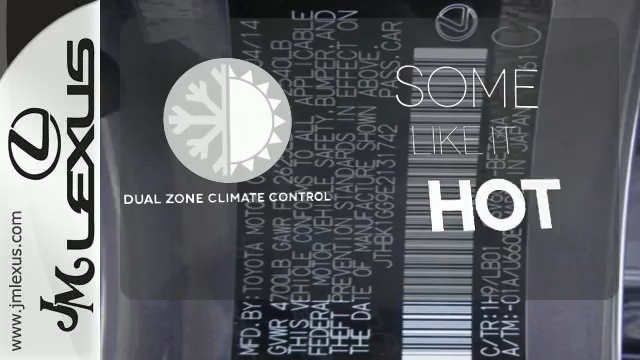 SOME
LIKE IT
HOT
DUAL ZONE CLIMATE CONTROL
JM LEXUS
www.jmlexus.com
MFD. BY: TOYOTA MOTOR
GVWR 4700LB GAWR
THIS VEHICLE CONFORMS TO ALL APPLICABLE
FEDERAL MOTOR VEHICLE SAFETY, BUMPER, AND
THEFT PREVENTION STANDARDS IN EFFECT ON
THE DATE OF MANUFACTURE SHOWN ABOVE.
JTHBK1GG9E2131742 PASS. CAR
C/TR: 1H9/LB01
A/TM: -01A/U660E